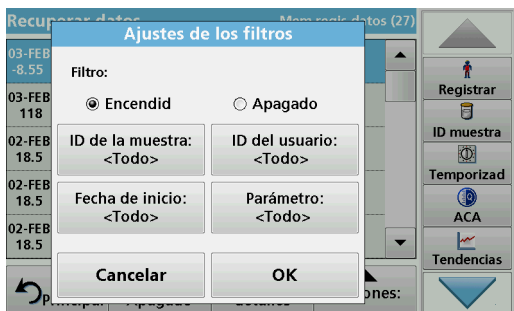 Recuperar datos
Mem regis datos (27)
Ajustes de los filtros
03-FEB
-8.55
Filtro:
Encendid
Apagado
03-FEB
118
02-FEB
18.5
ID de la muestra:
<Todo>
ID del usuario:
<Todo>
02-FEB
18.5
Fecha de inicio:
<Todo>
Parámetro:
<Todo>
02-FEB
18.5
Cancelar
OK
Registrar
ID muestra
Temporizad
ACA
Tendencias